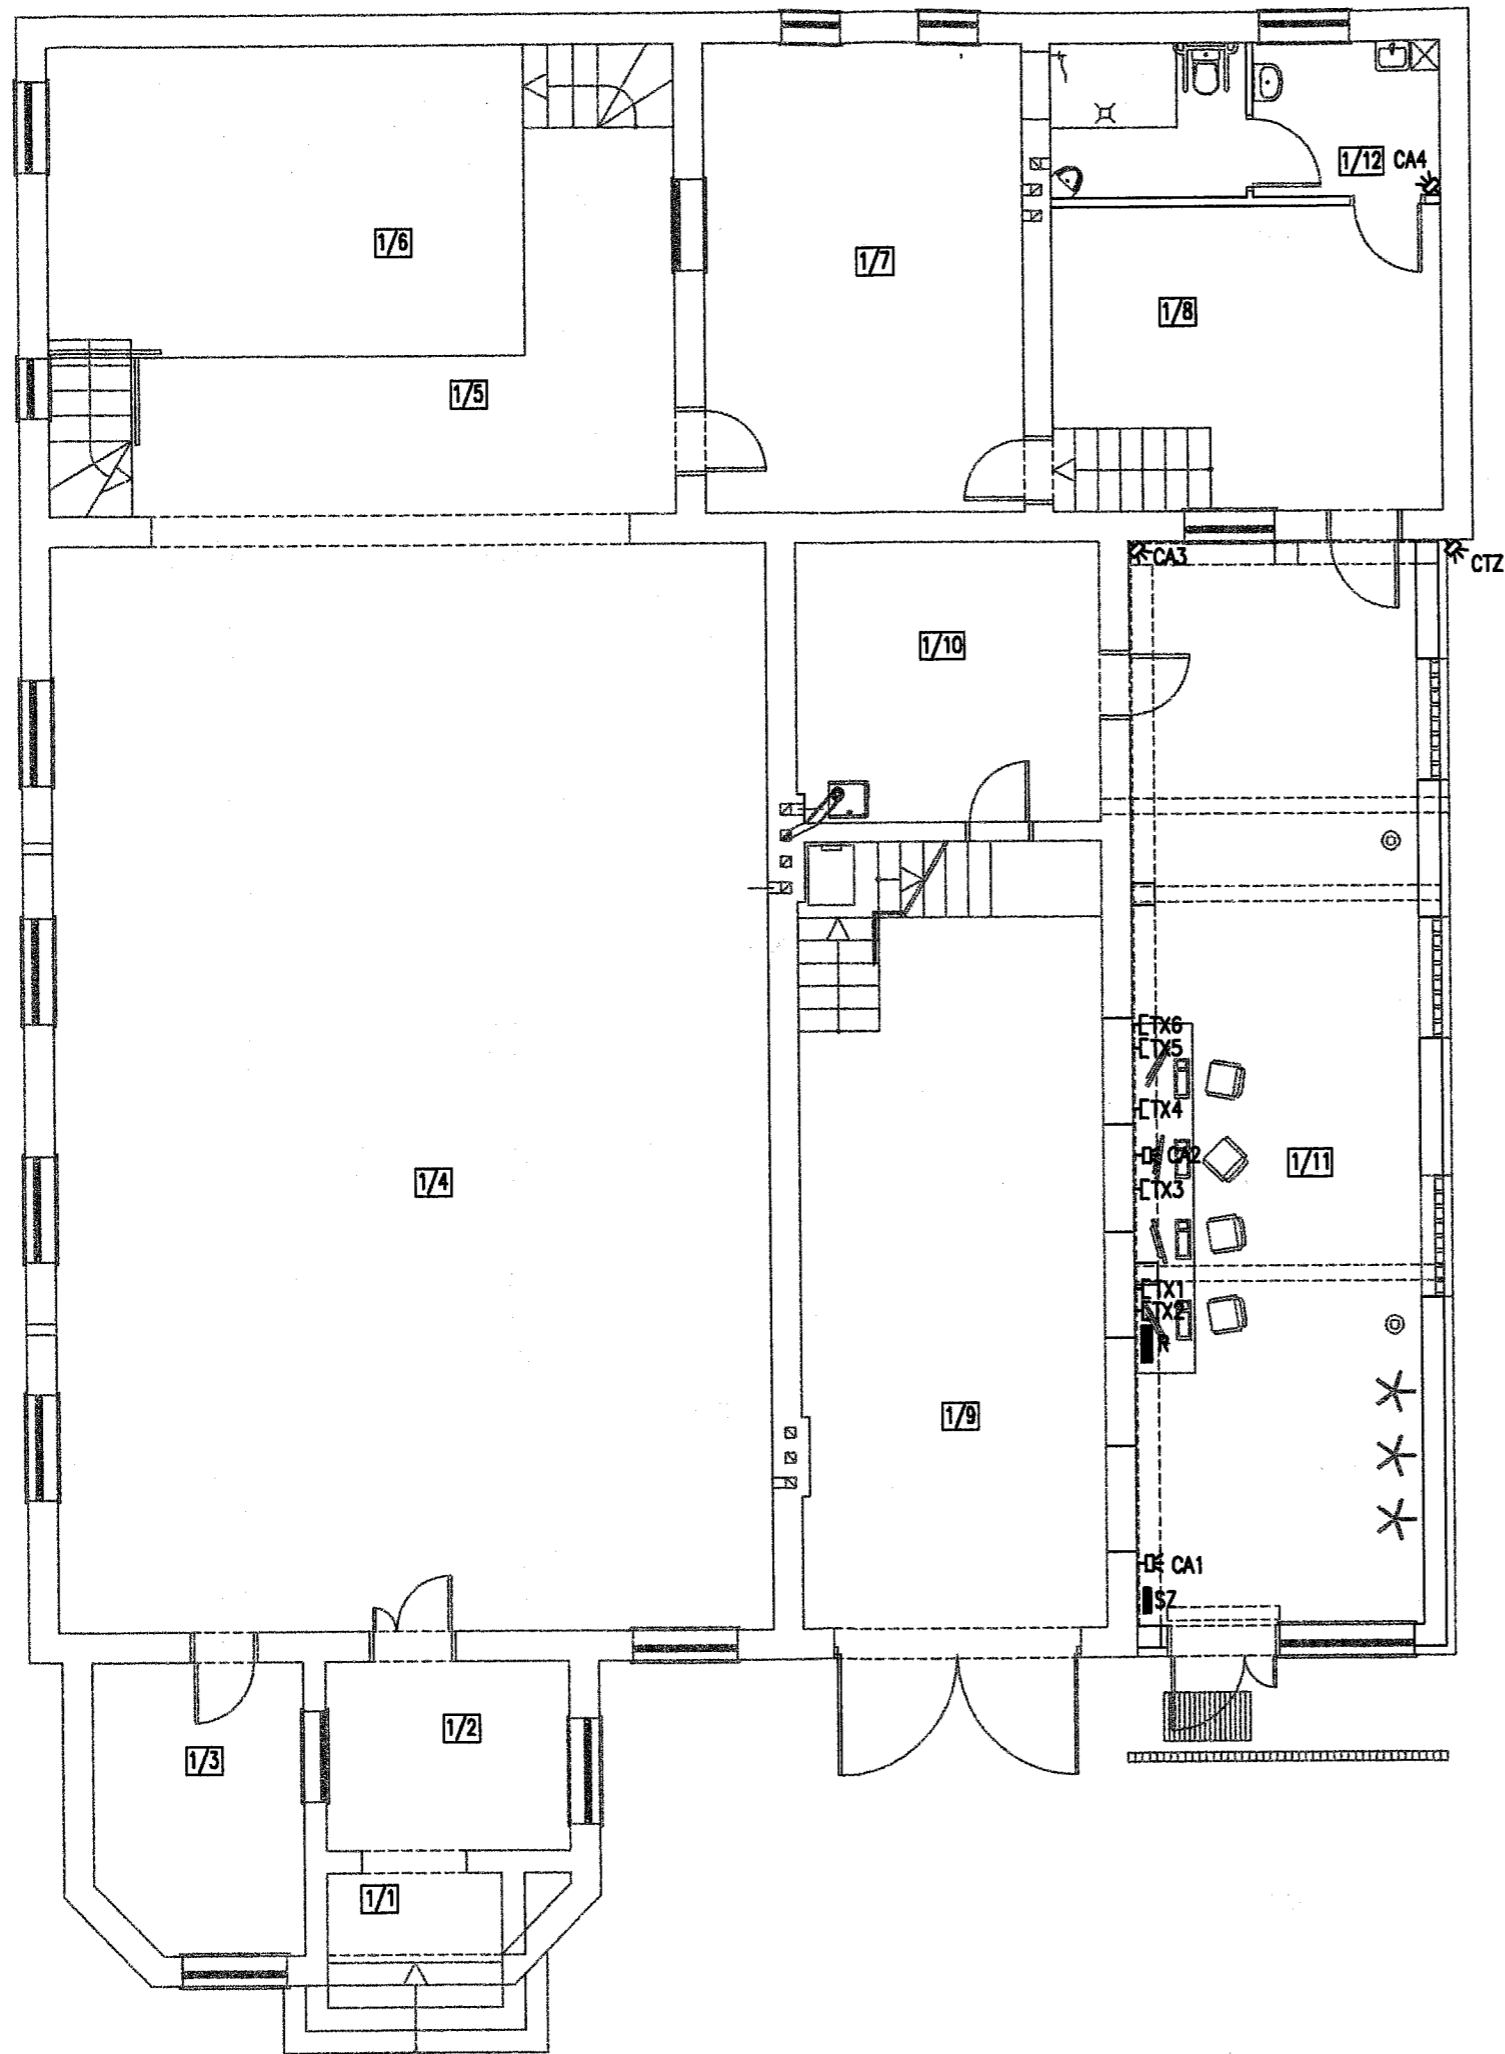 1/12 CA4
1/6
1/7
1/8
1/5
CA3
CTZ
1/10
TX6
TX5
TX4
CA2
1/11
1/4
TX3
TX1
TX2
R
1/9
CA1
SZ
1/2
1/3
1/1